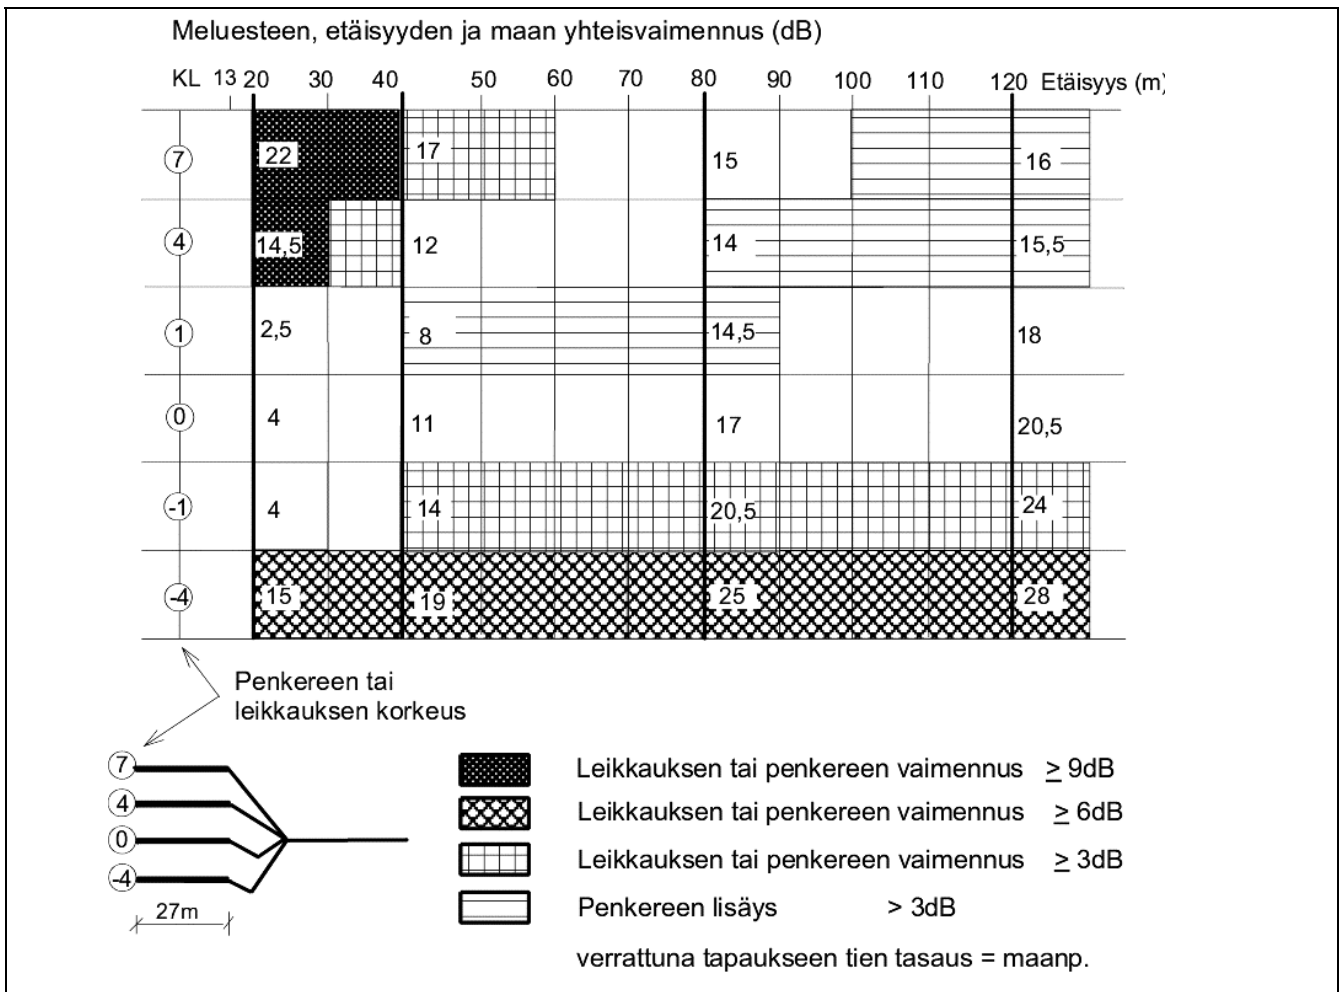 Meluesteen, etäisyyden ja maan yhteisvaimennus (dB)
KL 13 20 30 40 50 60 70 80 90 100 110 120 Etäisyys (m)
7 22 17 15 16
4 14,5 12 14 15,5
1 2,5 8 14,5 18
0 4 11 17 20,5
-1 4 14 20,5 24
-4 15 19 25 28
Penkereen tai
leikkauksen korkeus
7
4
0
-4
27m
Leikkauksen tai penkereen vaimennus ≥ 9dB
Leikkauksen tai penkereen vaimennus ≥ 6dB
Leikkauksen tai penkereen vaimennus ≥ 3dB
Penkereen lisäys > 3dB
verrattuna tapaukseen tien tasaus = maanp.